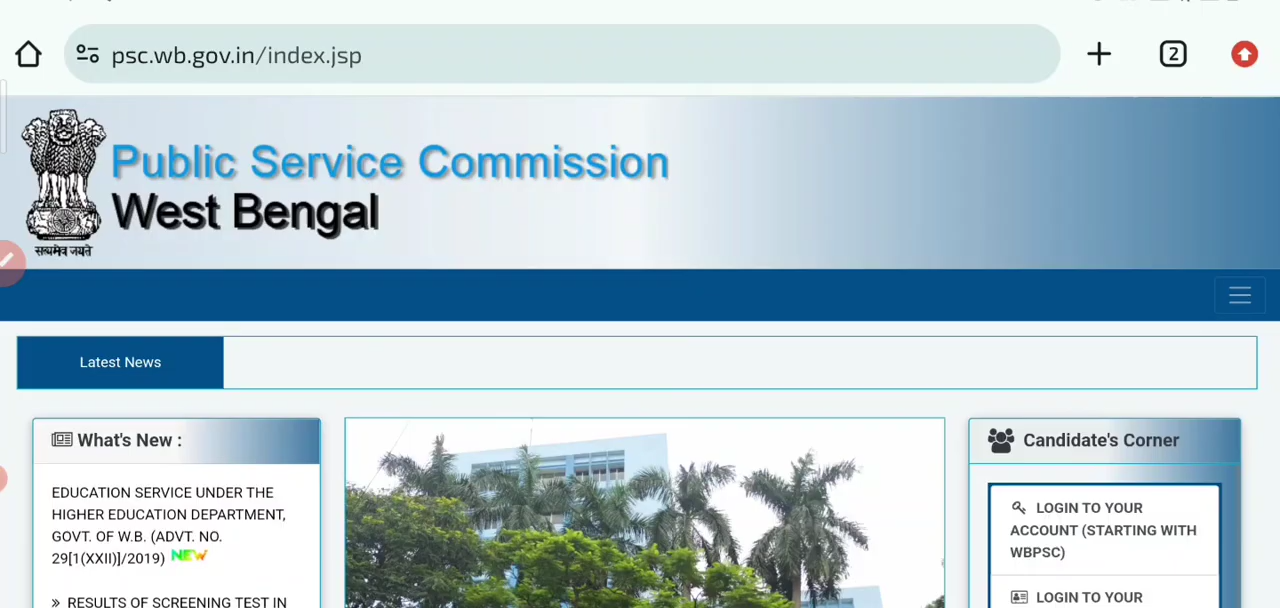 psc.wb.gov.in/index.jsp
2
Public Service Commission
West Bengal
सत्यमेव जयते
Latest News
What's New :
EDUCATION SERVICE UNDER THE
HIGHER EDUCATION DEPARTMENT,
GOVT. OF W.B. (ADVT. NO.
29[1(XXII)]/2019) NEW
» RESULTS OF SCREENING TEST IN
Candidate's Corner
LOGIN TO YOUR
ACCOUNT (STARTING WITH
WBPSC)
LOGIN TO YOUR